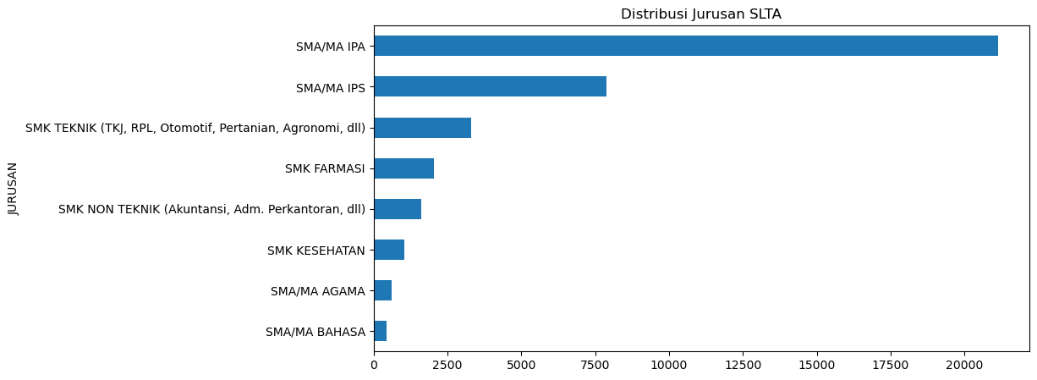 Distribusi Jurusan SLTA
JURUSAN
SMA/MA IPA
SMA/MA IPS
SMK TEKNIK (TKJ, RPL, Otomotif, Pertanian, Agronomi, dll)
SMK FARMASI
SMK NON TEKNIK (Akuntansi, Adm. Perkantoran, dll)
SMK KESEHATAN
SMA/MA AGAMA
SMA/MA BAHASA
0 2500 5000 7500 10000 12500 15000 17500 20000